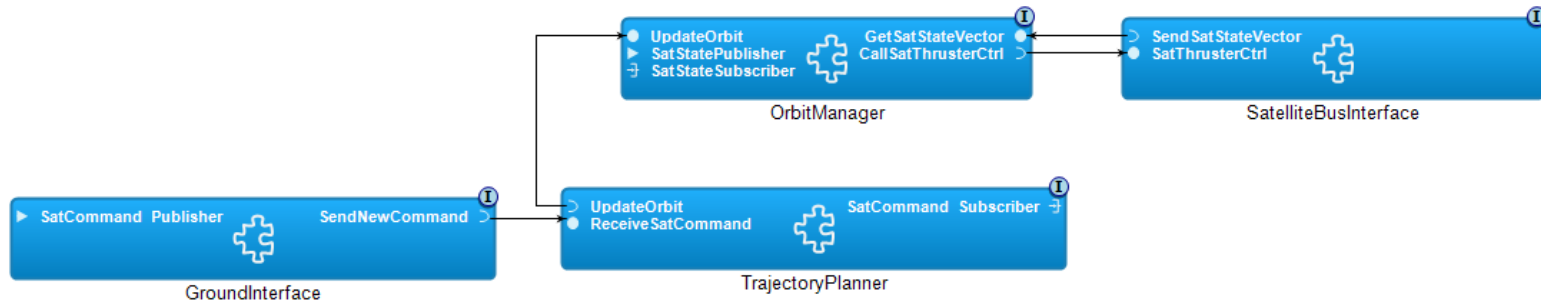 I
I
UpdateOrbit
GetSatStateVector
SendSatStateVector
SatStatePublisher
CallSatThrusterCtrl
SatThrusterCtrl
SatStateSubscriber
OrbitManager
SatelliteBusInterface
I
I
SatCommand Publisher
SendNewCommand
UpdateOrbit
SatCommand Subscriber
ReceiveSatCommand
GroundInterface
TrajectoryPlanner